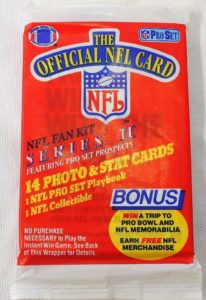 THE
OFFICIAL NFL CARD
PRO SET
NFL
NFL FAN KIT
SERIES II
FEATURING PRO SET PROSPECTS
14 PHOTO & STAT CARDS
1 NFL PRO SET Playbook
1 NFL Collectible
NO PURCHASE
NECESSARY to Play the
Instant Win Game. See Back
of This Wrapper for Details.
BONUS!
WIN A TRIP TO
PRO BOWL AND
NFL MEMORABILIA
EARN FREE NFL
MERCHANDISE